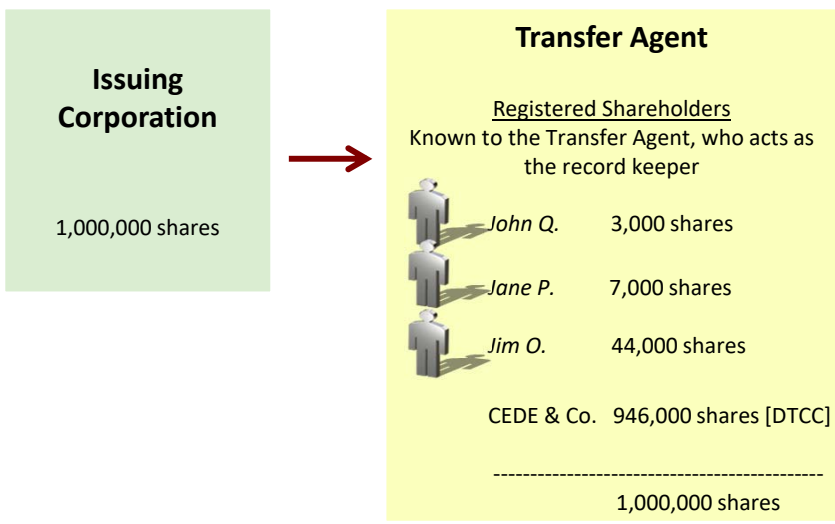 Issuing
Corporation
1,000,000 shares
Transfer Agent
Registered Shareholders
Known to the Transfer Agent, who acts as
the record keeper
John Q. 3,000 shares
Jane P. 7,000 shares
Jim O. 44,000 shares
CEDE & Co. 946,000 shares [DTCC]
--------------------------------------------
1,000,000 shares